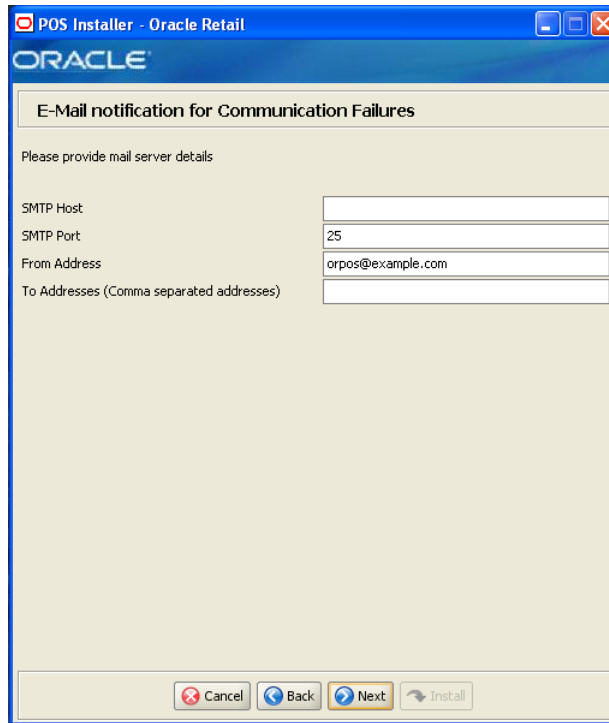 POS Installer - Oracle Retail
ORACLE
E-Mail notification for Communication Failures
Please provide mail server details
SMTP Host
SMTP Port 25
From Address orpos@example.com
To Addresses (Comma separated addresses)
Cancel Back Next Install